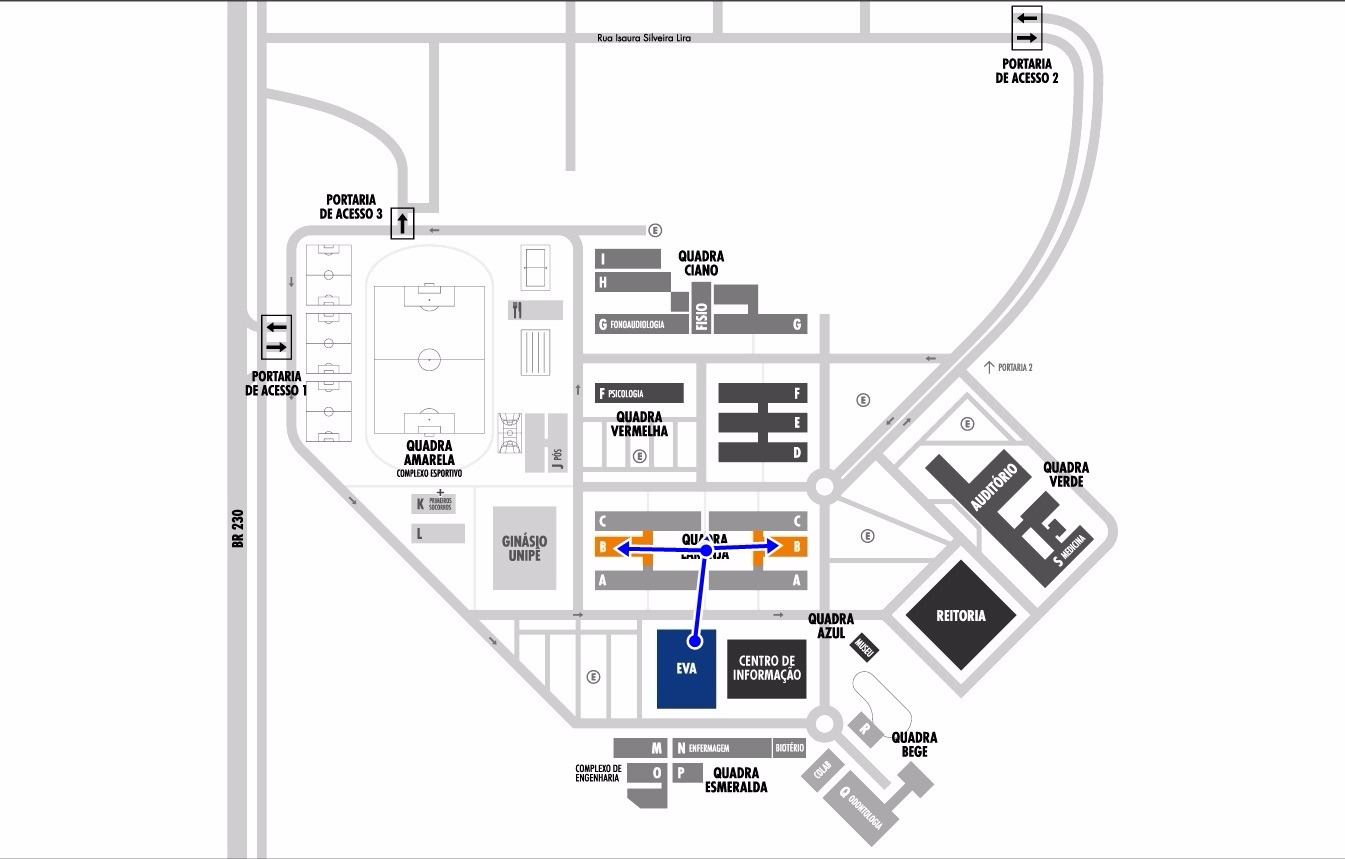 Rua Isaura Silveira Lira
PORTARIA
DE ACESSO 2
PORTARIA
DE ACESSO 3
E
I
QUADRA
CIANO
H
FISIO
G FONOAUDIOLOGIA
G
PORTARIA
DE ACESSO 1
PORTARIA 2
F PSICOLOGIA
F
E
QUADRA
VERMELHA
E
E
D
E
E
J PÓS
QUADRA
AMARELA
COMPLEXO ESPORTIVO
AUDITÓRIO
QUADRA
VERDE
S MEDICINA
K PRIMEIROS
SOCORROS
L
BR 230
GINÁSIO
UNIPÊ
C
C
B
QUADRA
B
A
A
E
REITORIA
QUADRA
AZUL
MUSEU
EVA
CENTRO DE
INFORMAÇÃO
E
R
QUADRA
BEGE
M
N ENFERMAGEM
BIOTÉRIO
COMPLEXO DE
ENGENHARIA
O
P
QUADRA
ESMERALDA
COLAB
Q ODONTOLOGIA